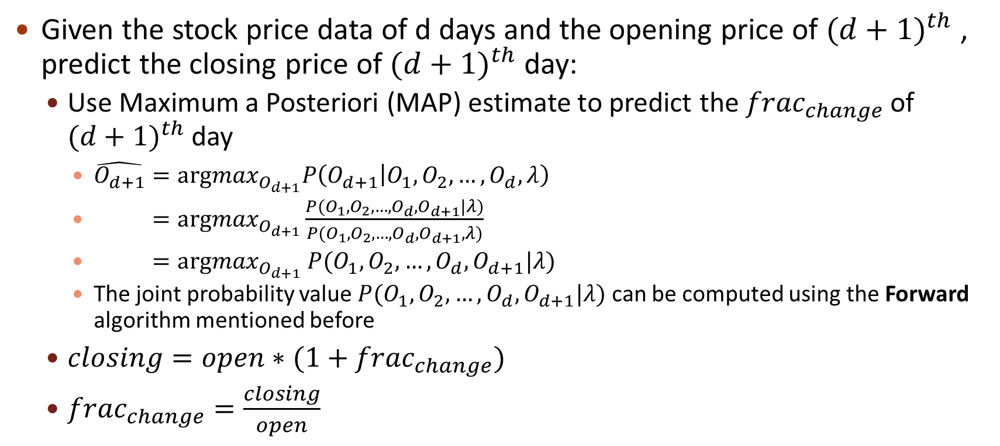 • Given the stock price data of d days and the opening price of $(d+1)^{th}$ ,
predict the closing price of $(d+1)^{th}$ day:
• Use Maximum a Posteriori (MAP) estimate to predict the $frac_{change}$ of
$(d+1)^{th}$ day
• $\widehat{O_{d+1}} = \text{arg}max_{O_{d+1}} P(O_{d+1}|O_1, O_2, \ldots, O_d, \lambda)$
• $= \text{arg}max_{O_{d+1}} \frac{P(O_1,O_2,\ldots,O_d,O_{d+1}|\lambda)}{P(O_1,O_2,\ldots,O_d,O_{d+1},\lambda)}$
• $= \text{arg}max_{O_{d+1}} P(O_1, O_2, \ldots, O_d, O_{d+1}|\lambda)$
• The joint probability value $P(O_1, O_2, \ldots, O_d, O_{d+1}|\lambda)$ can be computed using the Forward
algorithm mentioned before
• $closing = open * (1 + frac_{change})$
• $frac_{change} = \frac{closing}{open}$